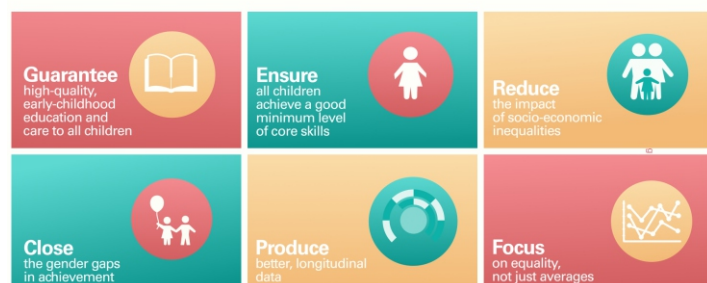 Guarantee
high-quality,
early-childhood
education and
care to all children
Ensure
all children
achieve a good
minimum level
of core skills
Reduce
the impact
of socio-economic
inequalities
Close
the gender gaps
in achievement
Produce
better, longitudinal
data
Focus
on equality,
not just averages